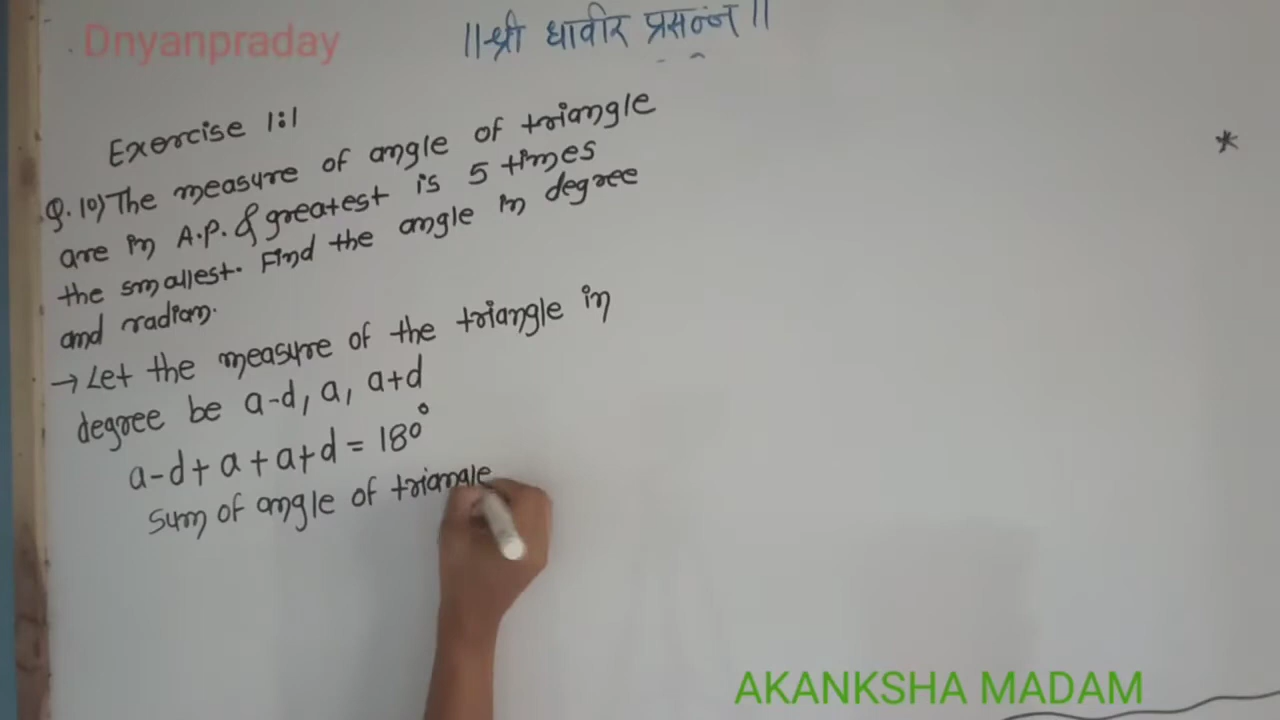 Dnyanpraday
॥श्री धावीर प्रसन्न॥
Exercise 1:1
Q.10) The measure of angle of triangle
are in A.P. & greatest is 5 times
the smallest. Find the angle in degree
and radian.
→ Let the measure of the triangle in
degree be a-d, a, a+d
a-d+a+a+d = 180°
sum of angle of triangle
AKANKSHA MADAM